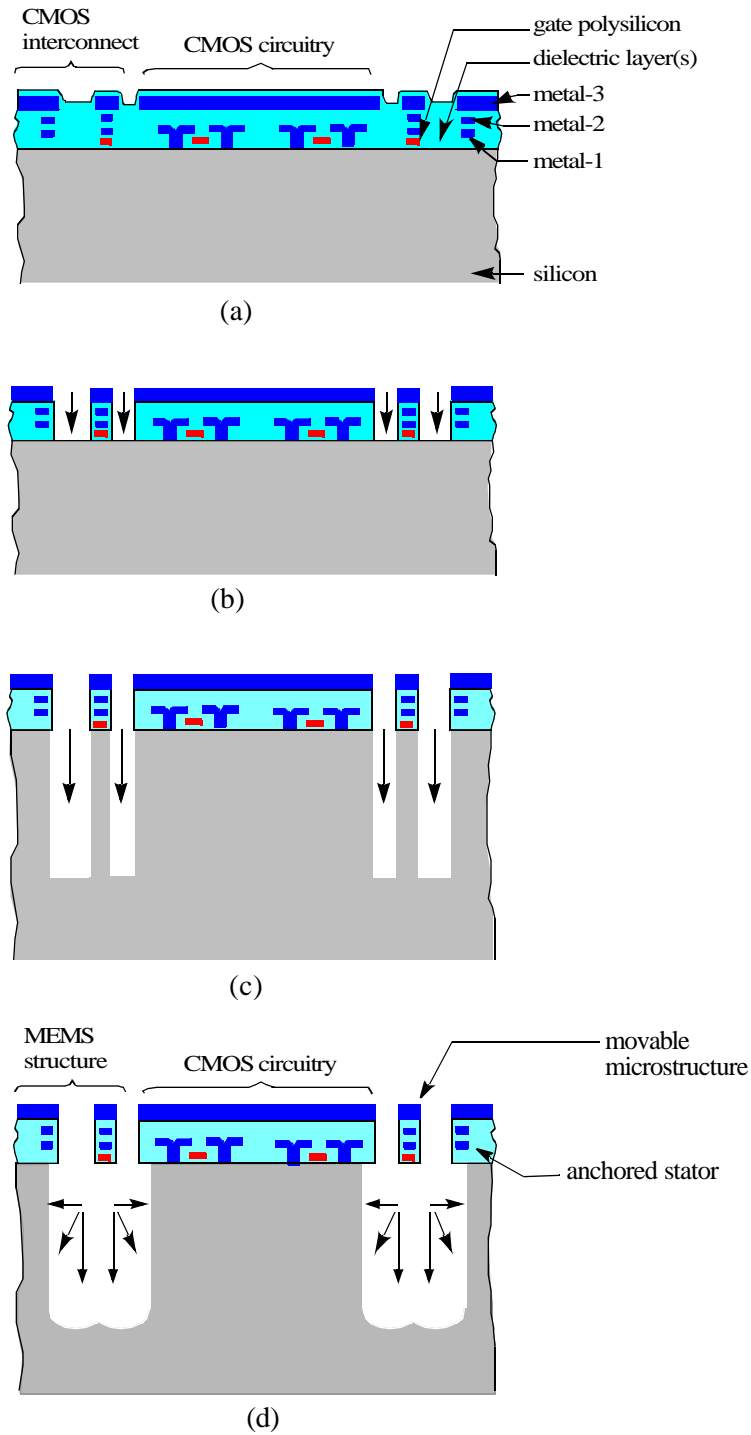 CMOS
interconnect
CMOS circuitry
gate polysilicon
dielectric layer(s)
metal-3
metal-2
metal-1
silicon
(a)
(b)
(c)
MEMS
structure
CMOS circuitry
movable
microstructure
anchored stator
(d)